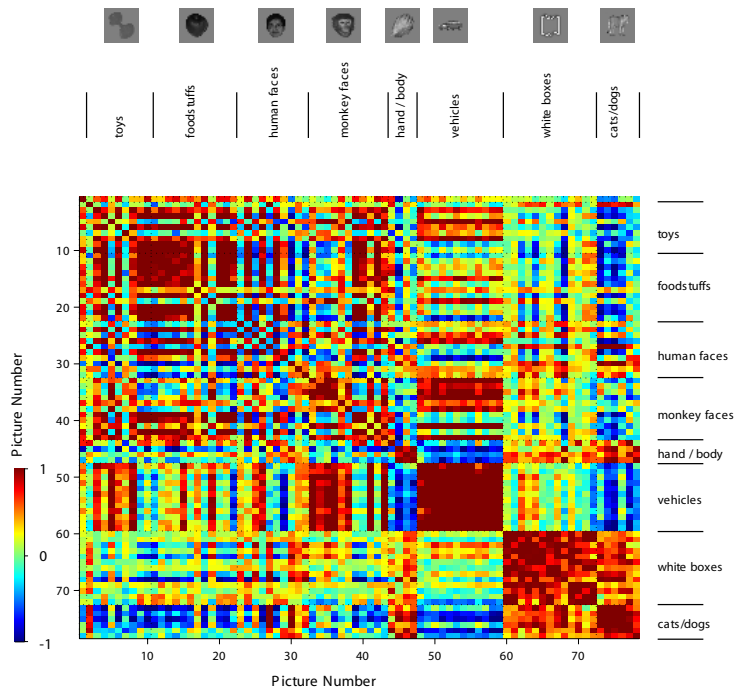 toys
foodstuffs
human faces
monkey faces
hand / body
vehicles
white boxes
cats/dogs
toys
foodstuffs
human faces
monkey faces
hand / body
vehicles
white boxes
cats/dogs
Picture Number
10
20
30
40
50
60
70
1
0
-1
10
20
30
40
50
60
70
Picture Number